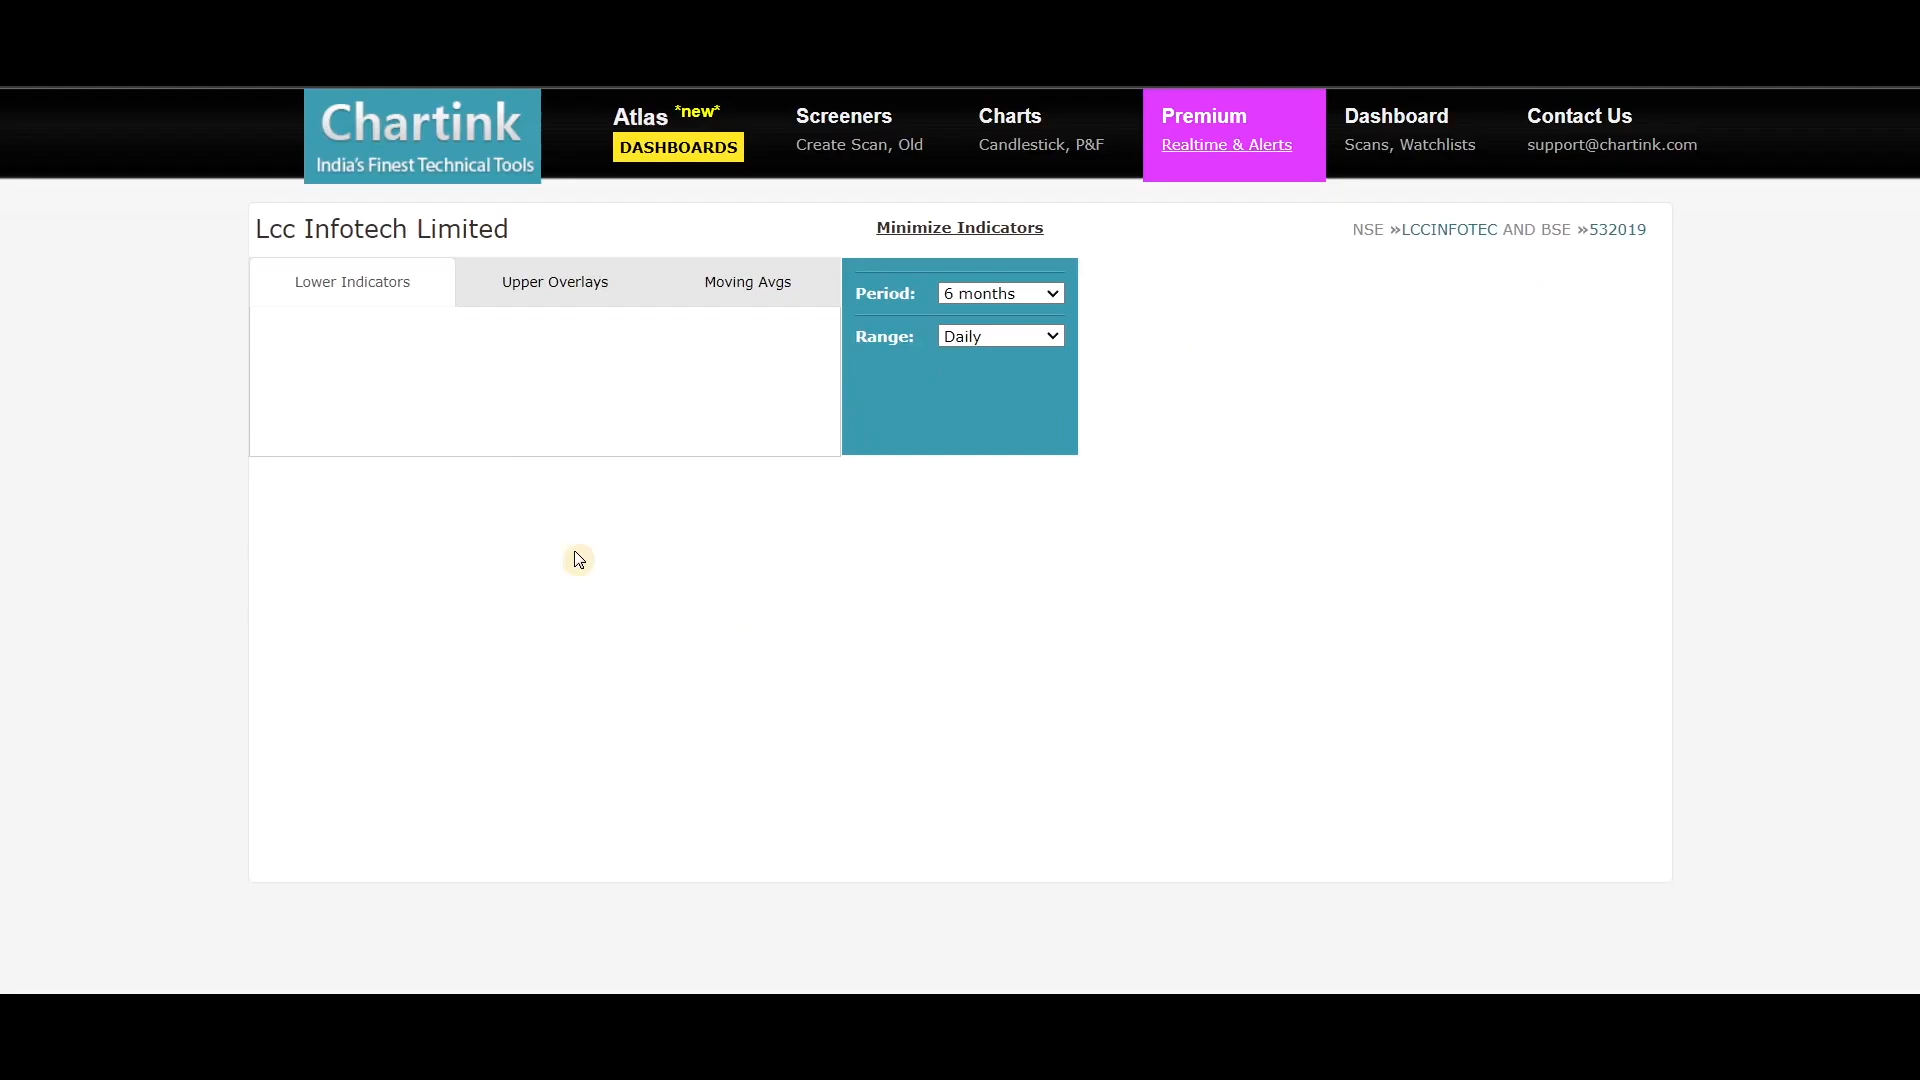 Chartink
India's Finest Technical Tools
Atlas *new*
DASHBOARDS
Screeners
Create Scan, Old
Charts
Candlestick, P&F
Premium
Realtime & Alerts
Dashboard
Scans, Watchlists
Contact Us
support@chartink.com
Lcc Infotech Limited
Minimize Indicators
NSE »LCCINFOTEC AND BSE »532019
Lower Indicators
Upper Overlays
Moving Avgs
Period: 6 months
Range: Daily